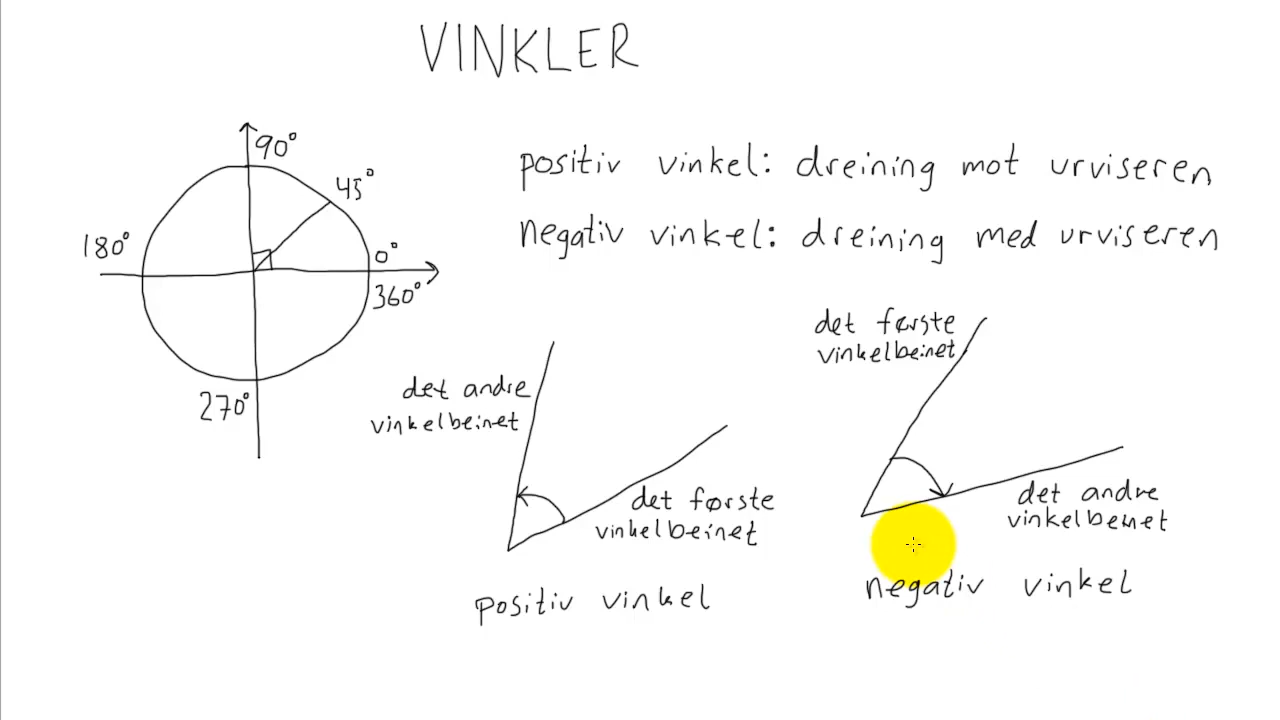 VINKLER
90°
45°
180°
0°
360°
270°
positiv vinkel: dreining mot urviseren
negativ vinkel: dreining med urviseren
det andre
vinkelbeinet
det første
vinkelbeinet
positiv vinkel
det første
vinkelbeinet
det andre
vinkelbeinet
negativ vinkel